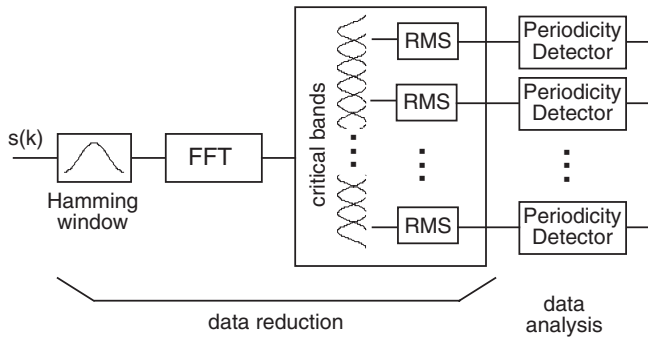 s(k)
Hamming
window
FFT
critical bands
RMS
RMS
RMS
Periodicity
Detector
Periodicity
Detector
Periodicity
Detector
data reduction
data
analysis